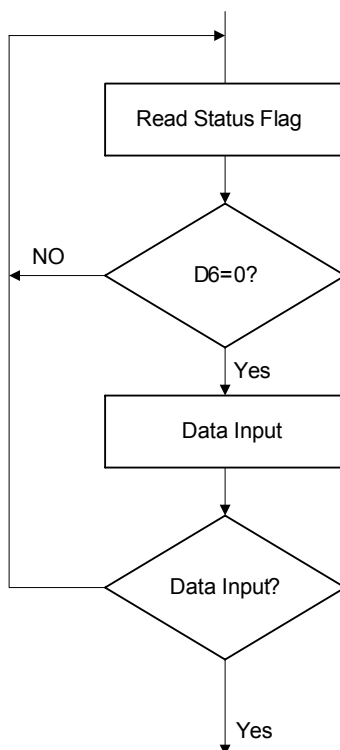 Read Status Flag
NO
D6=0?
Yes
Data Input
Data Input?
Yes